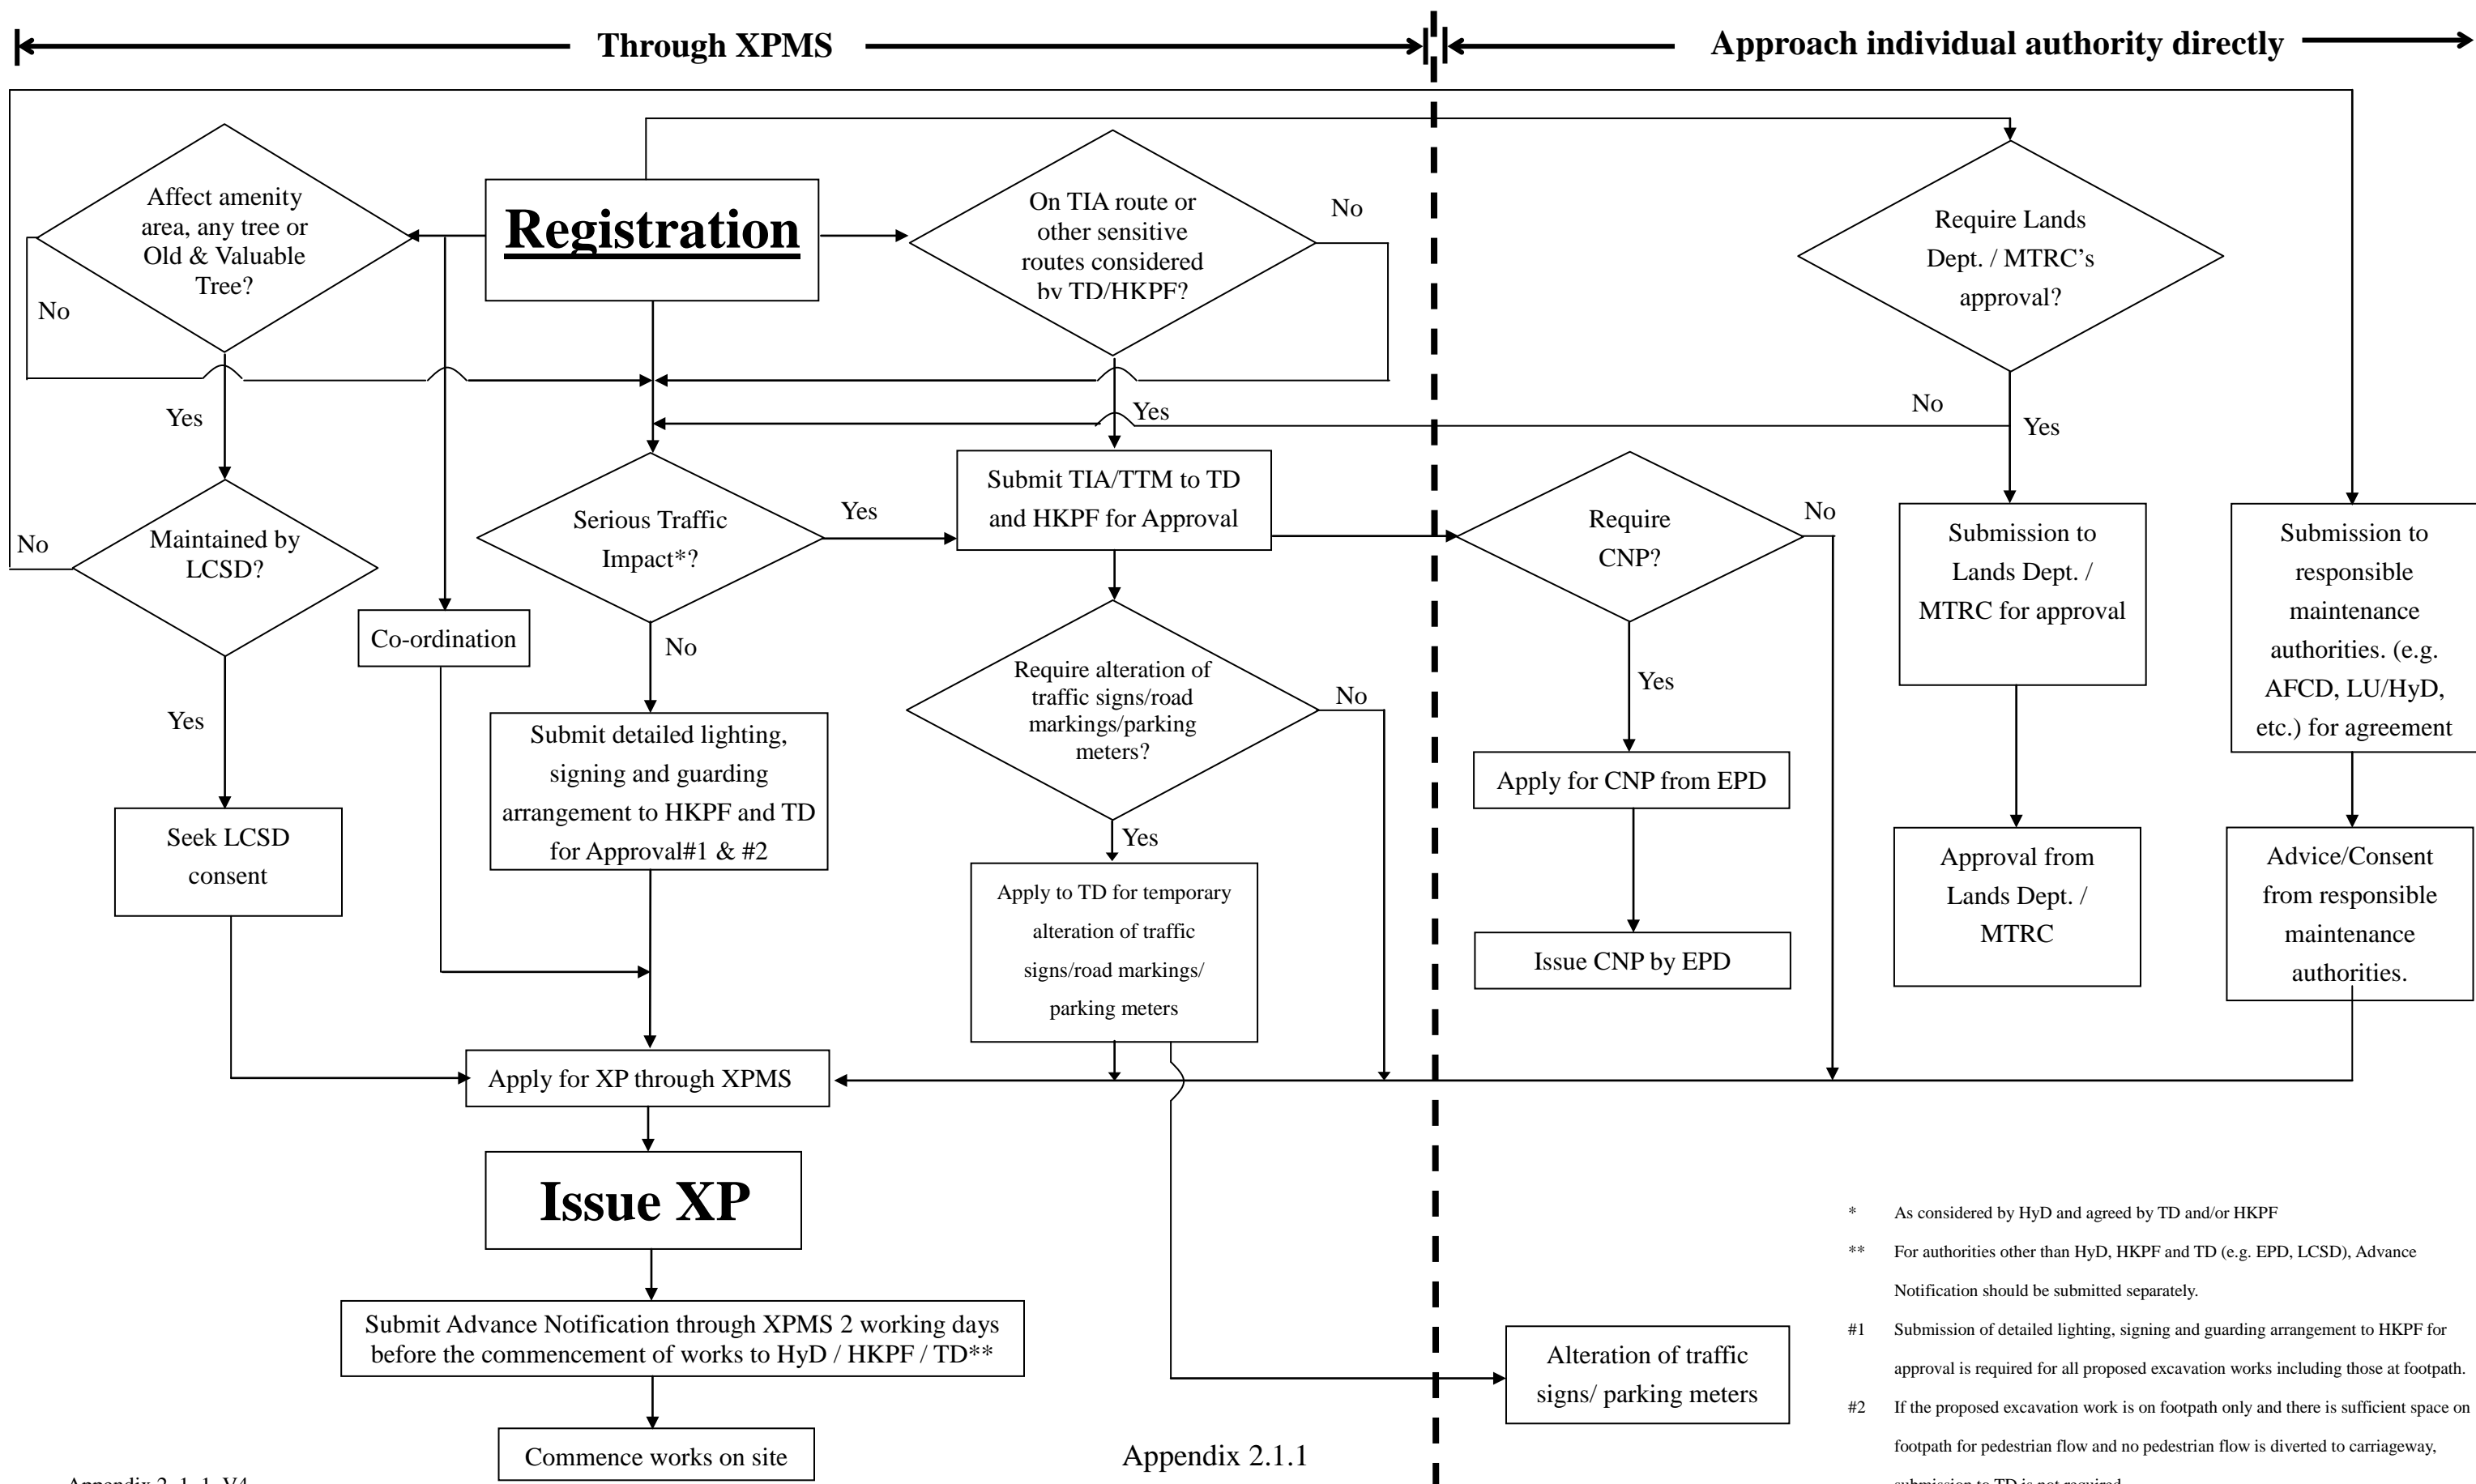 Through XPMS
Approach individual authority directly
Affect amenity
area, any tree or
Old & Valuable
Tree?
No
Registration
On TIA route or
other sensitive
routes considered
by TD/HKPF?
No
Require Lands
Dept. / MTRC's
approval?
Yes
Yes
No
Yes
Maintained by
LCSD?
No
Serious Traffic
Impact*?
Yes
Submit TIA/TTM to TD
and HKPF for Approval
Require
CNP?
No
Submission to
Lands Dept. /
MTRC for approval
Submission to
responsible
maintenance
authorities. (e.g.
AFCD, LU/HyD,
etc.) for agreement
Co-ordination
No
Yes
Require alteration of
traffic signs/road
markings/parking
meters?
No
Yes
Submit detailed lighting,
signing and guarding
arrangement to HKPF and TD
for Approval#1 & #2
Yes
Apply for CNP from EPD
Seek LCSD
consent
Apply to TD for temporary
alteration of traffic
signs/road markings/
parking meters
Issue CNP by EPD
Approval from
Lands Dept. /
MTRC
Advice/Consent
from responsible
maintenance
authorities.
Apply for XP through XPMS
Issue XP
Submit Advance Notification through XPMS 2 working days
before the commencement of works to HyD / HKPF / TD**
Commence works on site
Alteration of traffic
signs/ parking meters
* As considered by HyD and agreed by TD and/or HKPF
** For authorities other than HyD, HKPF and TD (e.g. EPD, LCSD), Advance
Notification should be submitted separately.
#1 Submission of detailed lighting, signing and guarding arrangement to HKPF for
approval is required for all proposed excavation works including those at footpath.
#2 If the proposed excavation work is on footpath only and there is sufficient space on
footpath for pedestrian flow and no pedestrian flow is diverted to carriageway,
submission to TD is not required
Appendix 2.1.1
Appendix 2_1_1_V4